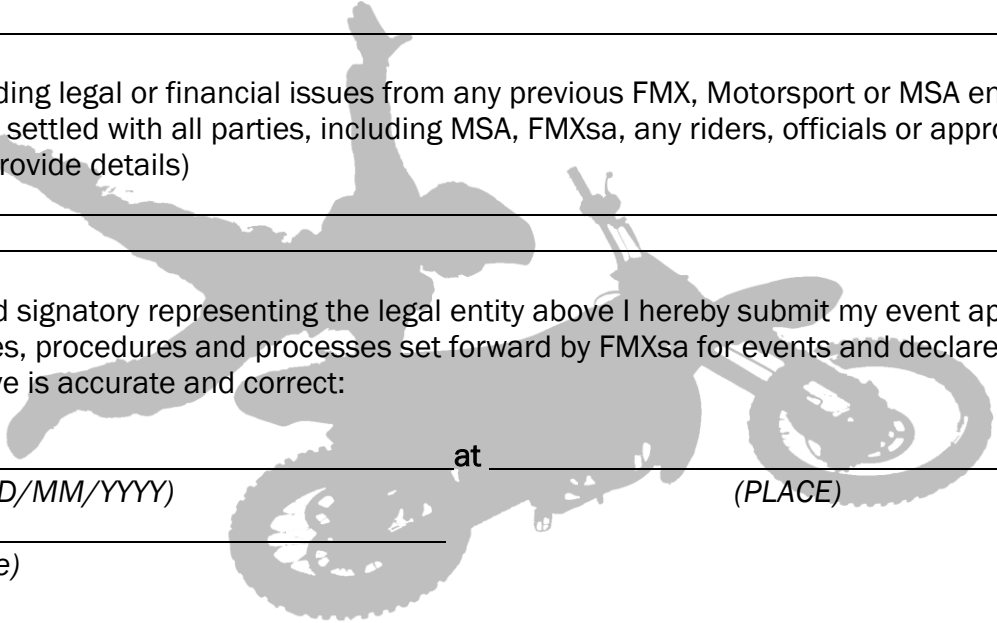 ding legal or financial issues from any previous FMX, Motorsport or MSA en
settled with all parties, including MSA, FMXsa, any riders, officials or appro
rovide details)
d signatory representing the legal entity above I hereby submit my event ap
es, procedures and processes set forward by FMXsa for events and declare
ve is accurate and correct:
at
D/MM/YYYY) (PLACE)
e)